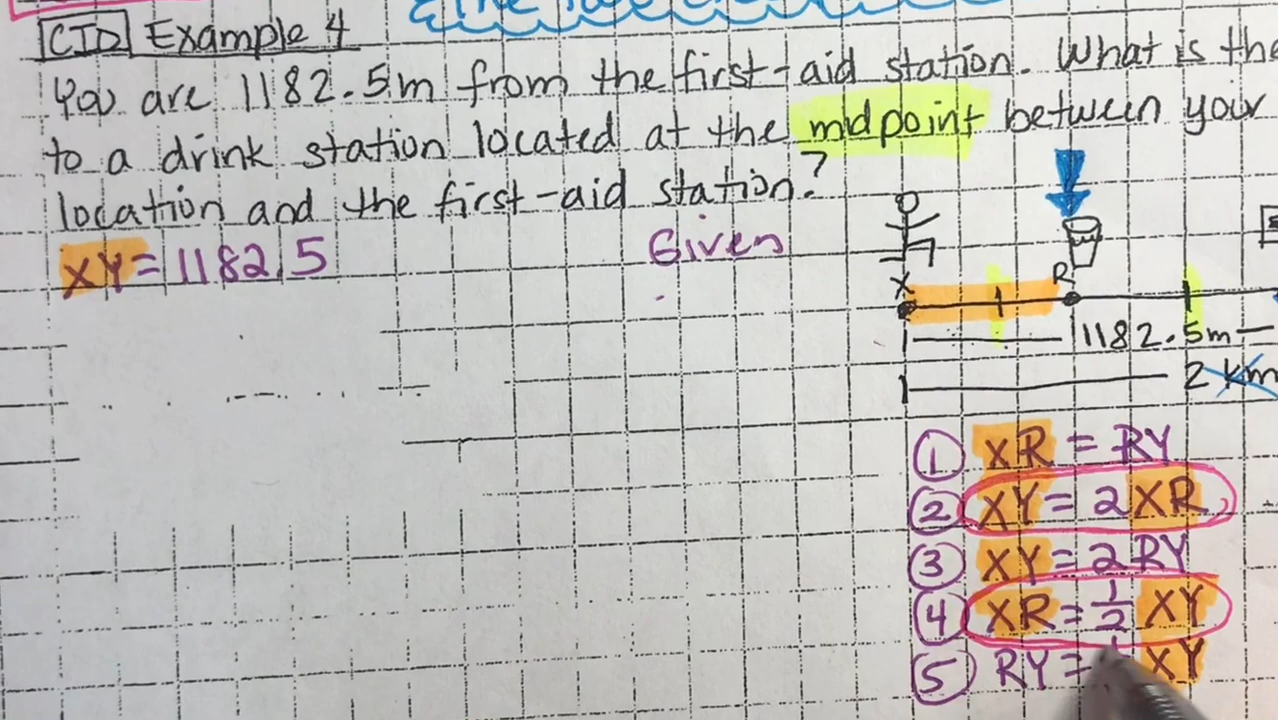 CID Example 4
You are 1182.5m from the first-aid station. What is the
to a drink station located at the midpoint between your
location and the first-aid station?
XY = 1182.5 Given
X R
1182.5m
2 km
① XR = RY
② XY = 2XR
③ XY = 2RY
④ XR = 1/2 XY
⑤ RY = XY